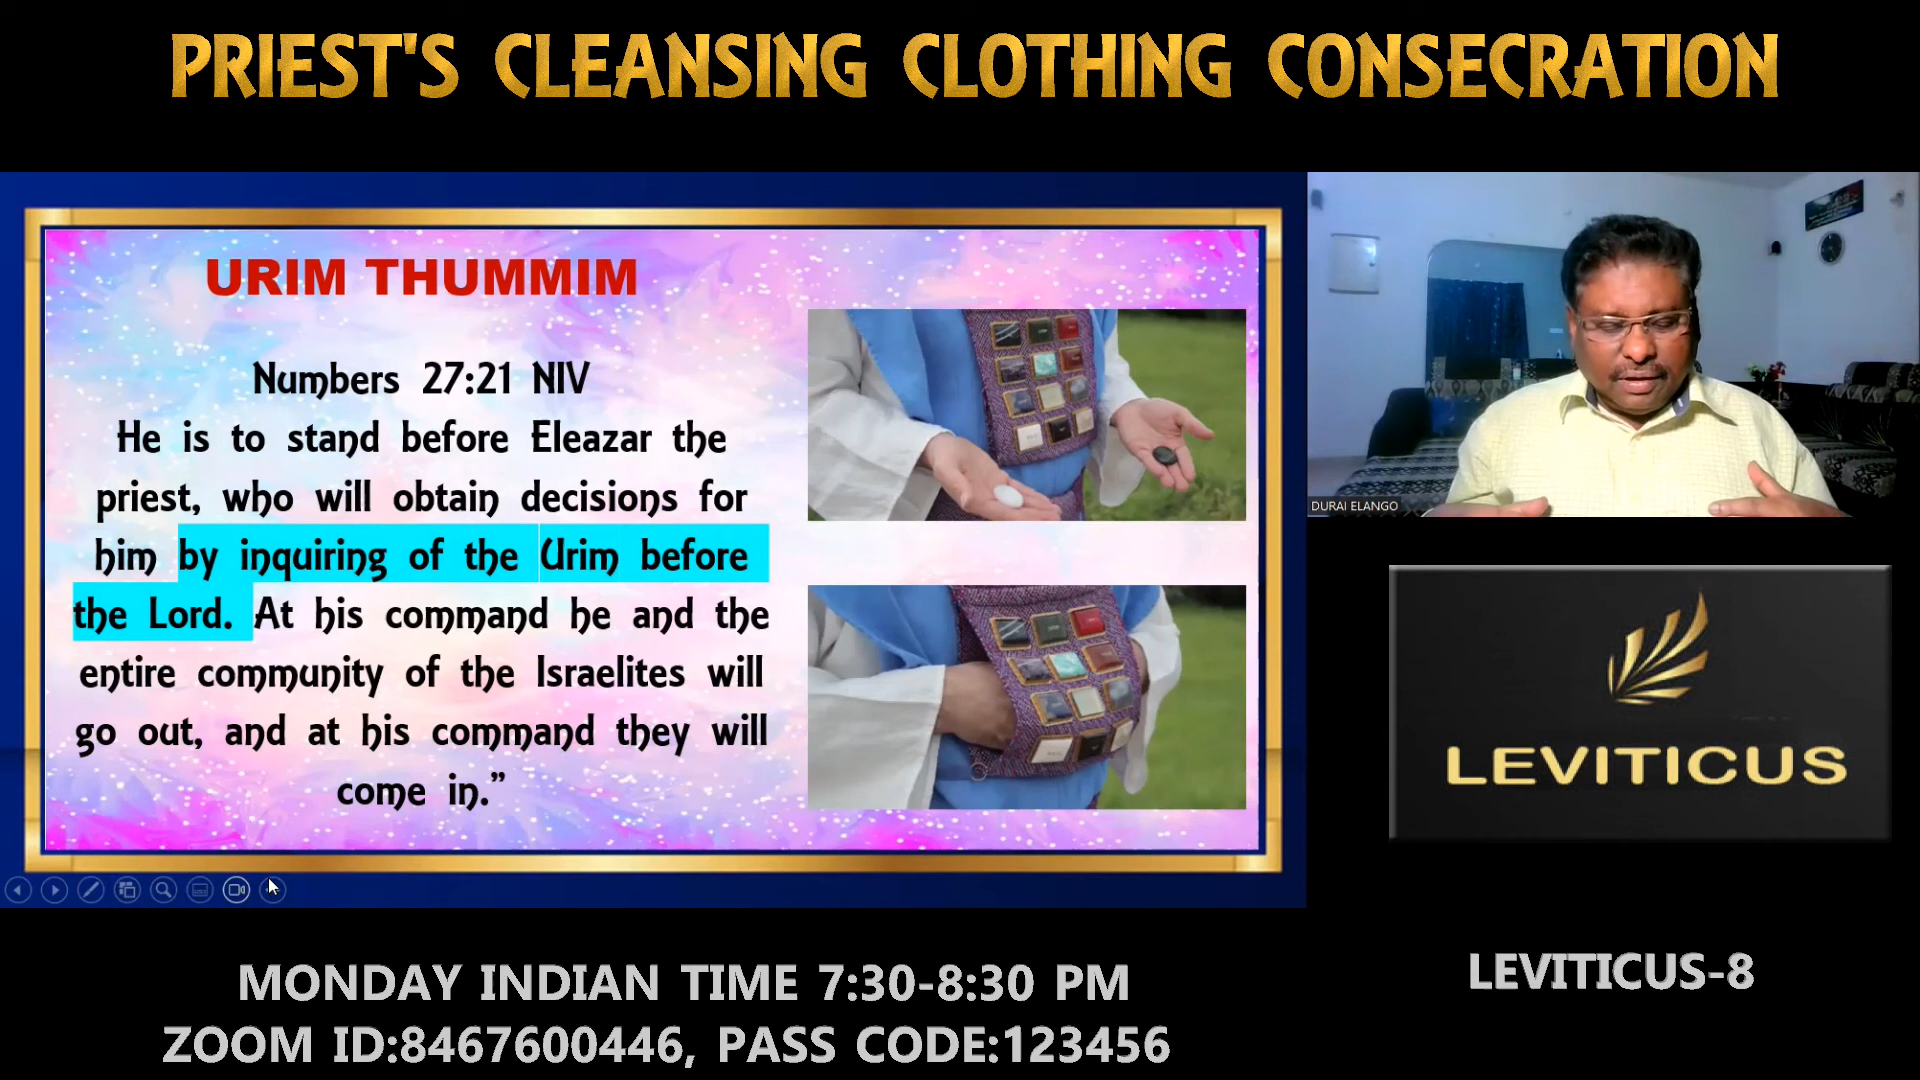 PRIEST'S CLEANSING CLOTHING CONSECRATION
URIM THUMMIM
Numbers 27:21 NIV
He is to stand before Eleazar the
priest, who will obtain decisions for
him by inquiring of the Urim before
the Lord. At his command he and the
entire community of the Israelites will
go out, and at his command they will
come in.”
DURAI ELANGO
LEVITICUS
LEVITICUS-8
MONDAY INDIAN TIME 7:30-8:30 PM
ZOOM ID:8467600446, PASS CODE:123456